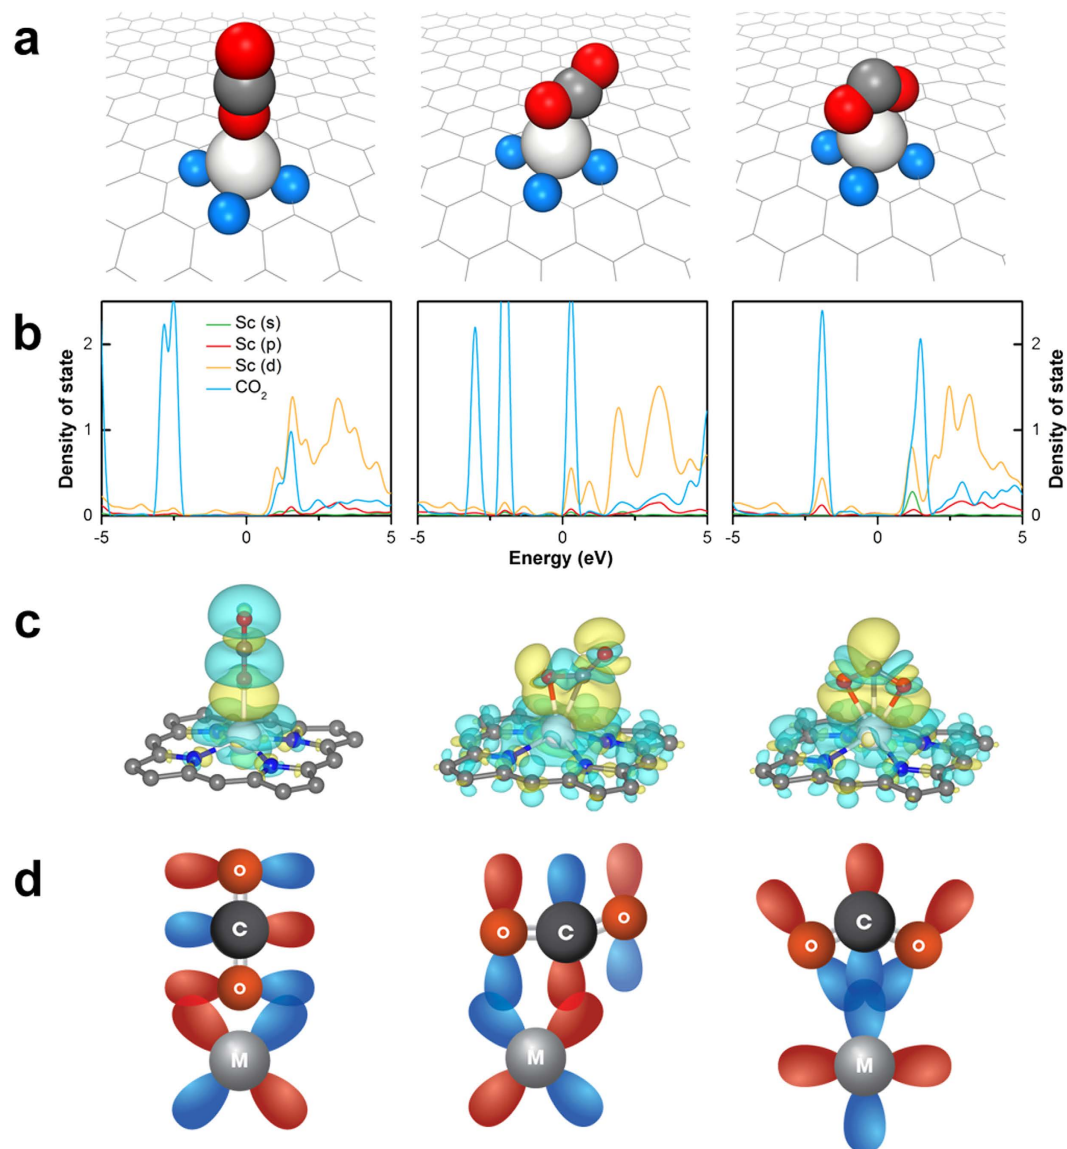 a
b
Density of state
2
1
0
Sc (s)
Sc (p)
Sc (d)
CO₂
2
1
0
Density of state
-5
0
5
-5
0
5
-5
0
5
Energy (eV)
c
d
O
C
O
M
O
C
O
M
C
O
O
M